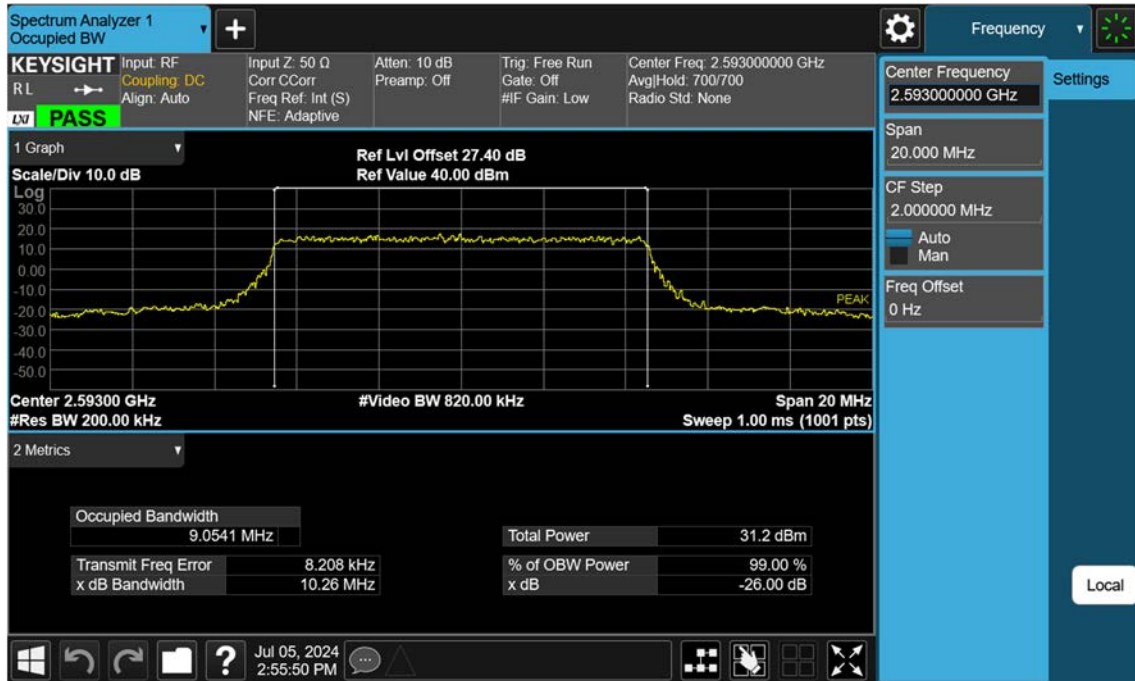 Spectrum Analyzer 1
Occupied BW
+
Frequency
KEYSIGHT
R L
LXI PASS
Input: RF
Coupling: DC
Align: Auto
Input Z: 50 Ω
Corr CCorr
Freq Ref: Int (S)
NFE: Adaptive
Atten: 10 dB
Preamp: Off
Trig: Free Run
Gate: Off
#IF Gain: Low
Center Freq: 2.593000000 GHz
Avg|Hold: 700/700
Radio Std: None
1 Graph
Scale/Div 10.0 dB
Ref Lvl Offset 27.40 dB
Ref Value 40.00 dBm
Log
30.0
20.0
10.0
0.00
-10.0
-20.0
-30.0
-40.0
-50.0
PEAK
Center 2.59300 GHz
#Video BW 820.00 kHz
Span 20 MHz
#Res BW 200.00 kHz
Sweep 1.00 ms (1001 pts)
2 Metrics
Occupied Bandwidth
9.0541 MHz
Total Power 31.2 dBm
Transmit Freq Error 8.208 kHz
% of OBW Power 99.00 %
x dB Bandwidth 10.26 MHz
x dB -26.00 dB
Center Frequency
2.593000000 GHz
Settings
Span
20.000 MHz
CF Step
2.000000 MHz
Auto
Man
Freq Offset
0 Hz
Local
?
Jul 05, 2024
2:55:50 PM